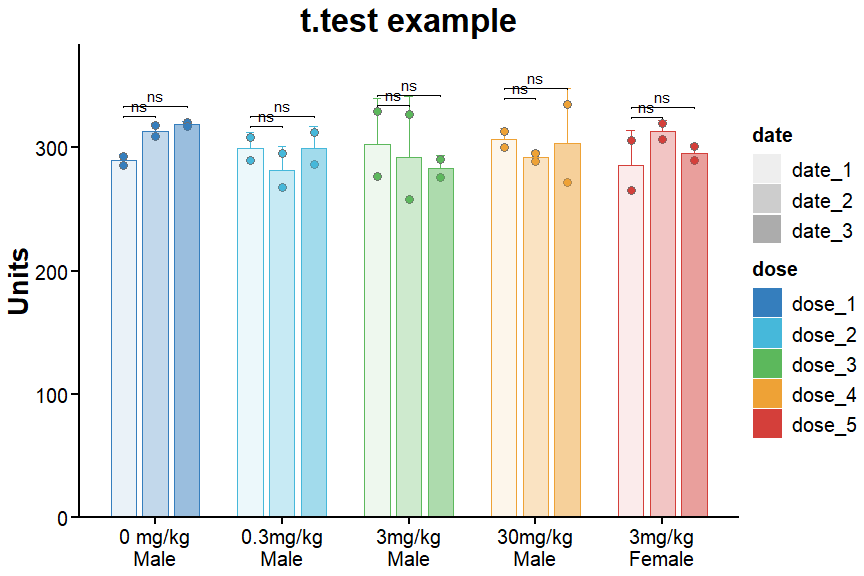 t.test example
ns
ns
ns
ns
ns
ns
ns
ns
ns
ns
Units
300
200
100
0
0 mg/kg
Male
0.3mg/kg
Male
3mg/kg
Male
30mg/kg
Male
3mg/kg
Female
date
date_1
date_2
date_3
dose
dose_1
dose_2
dose_3
dose_4
dose_5